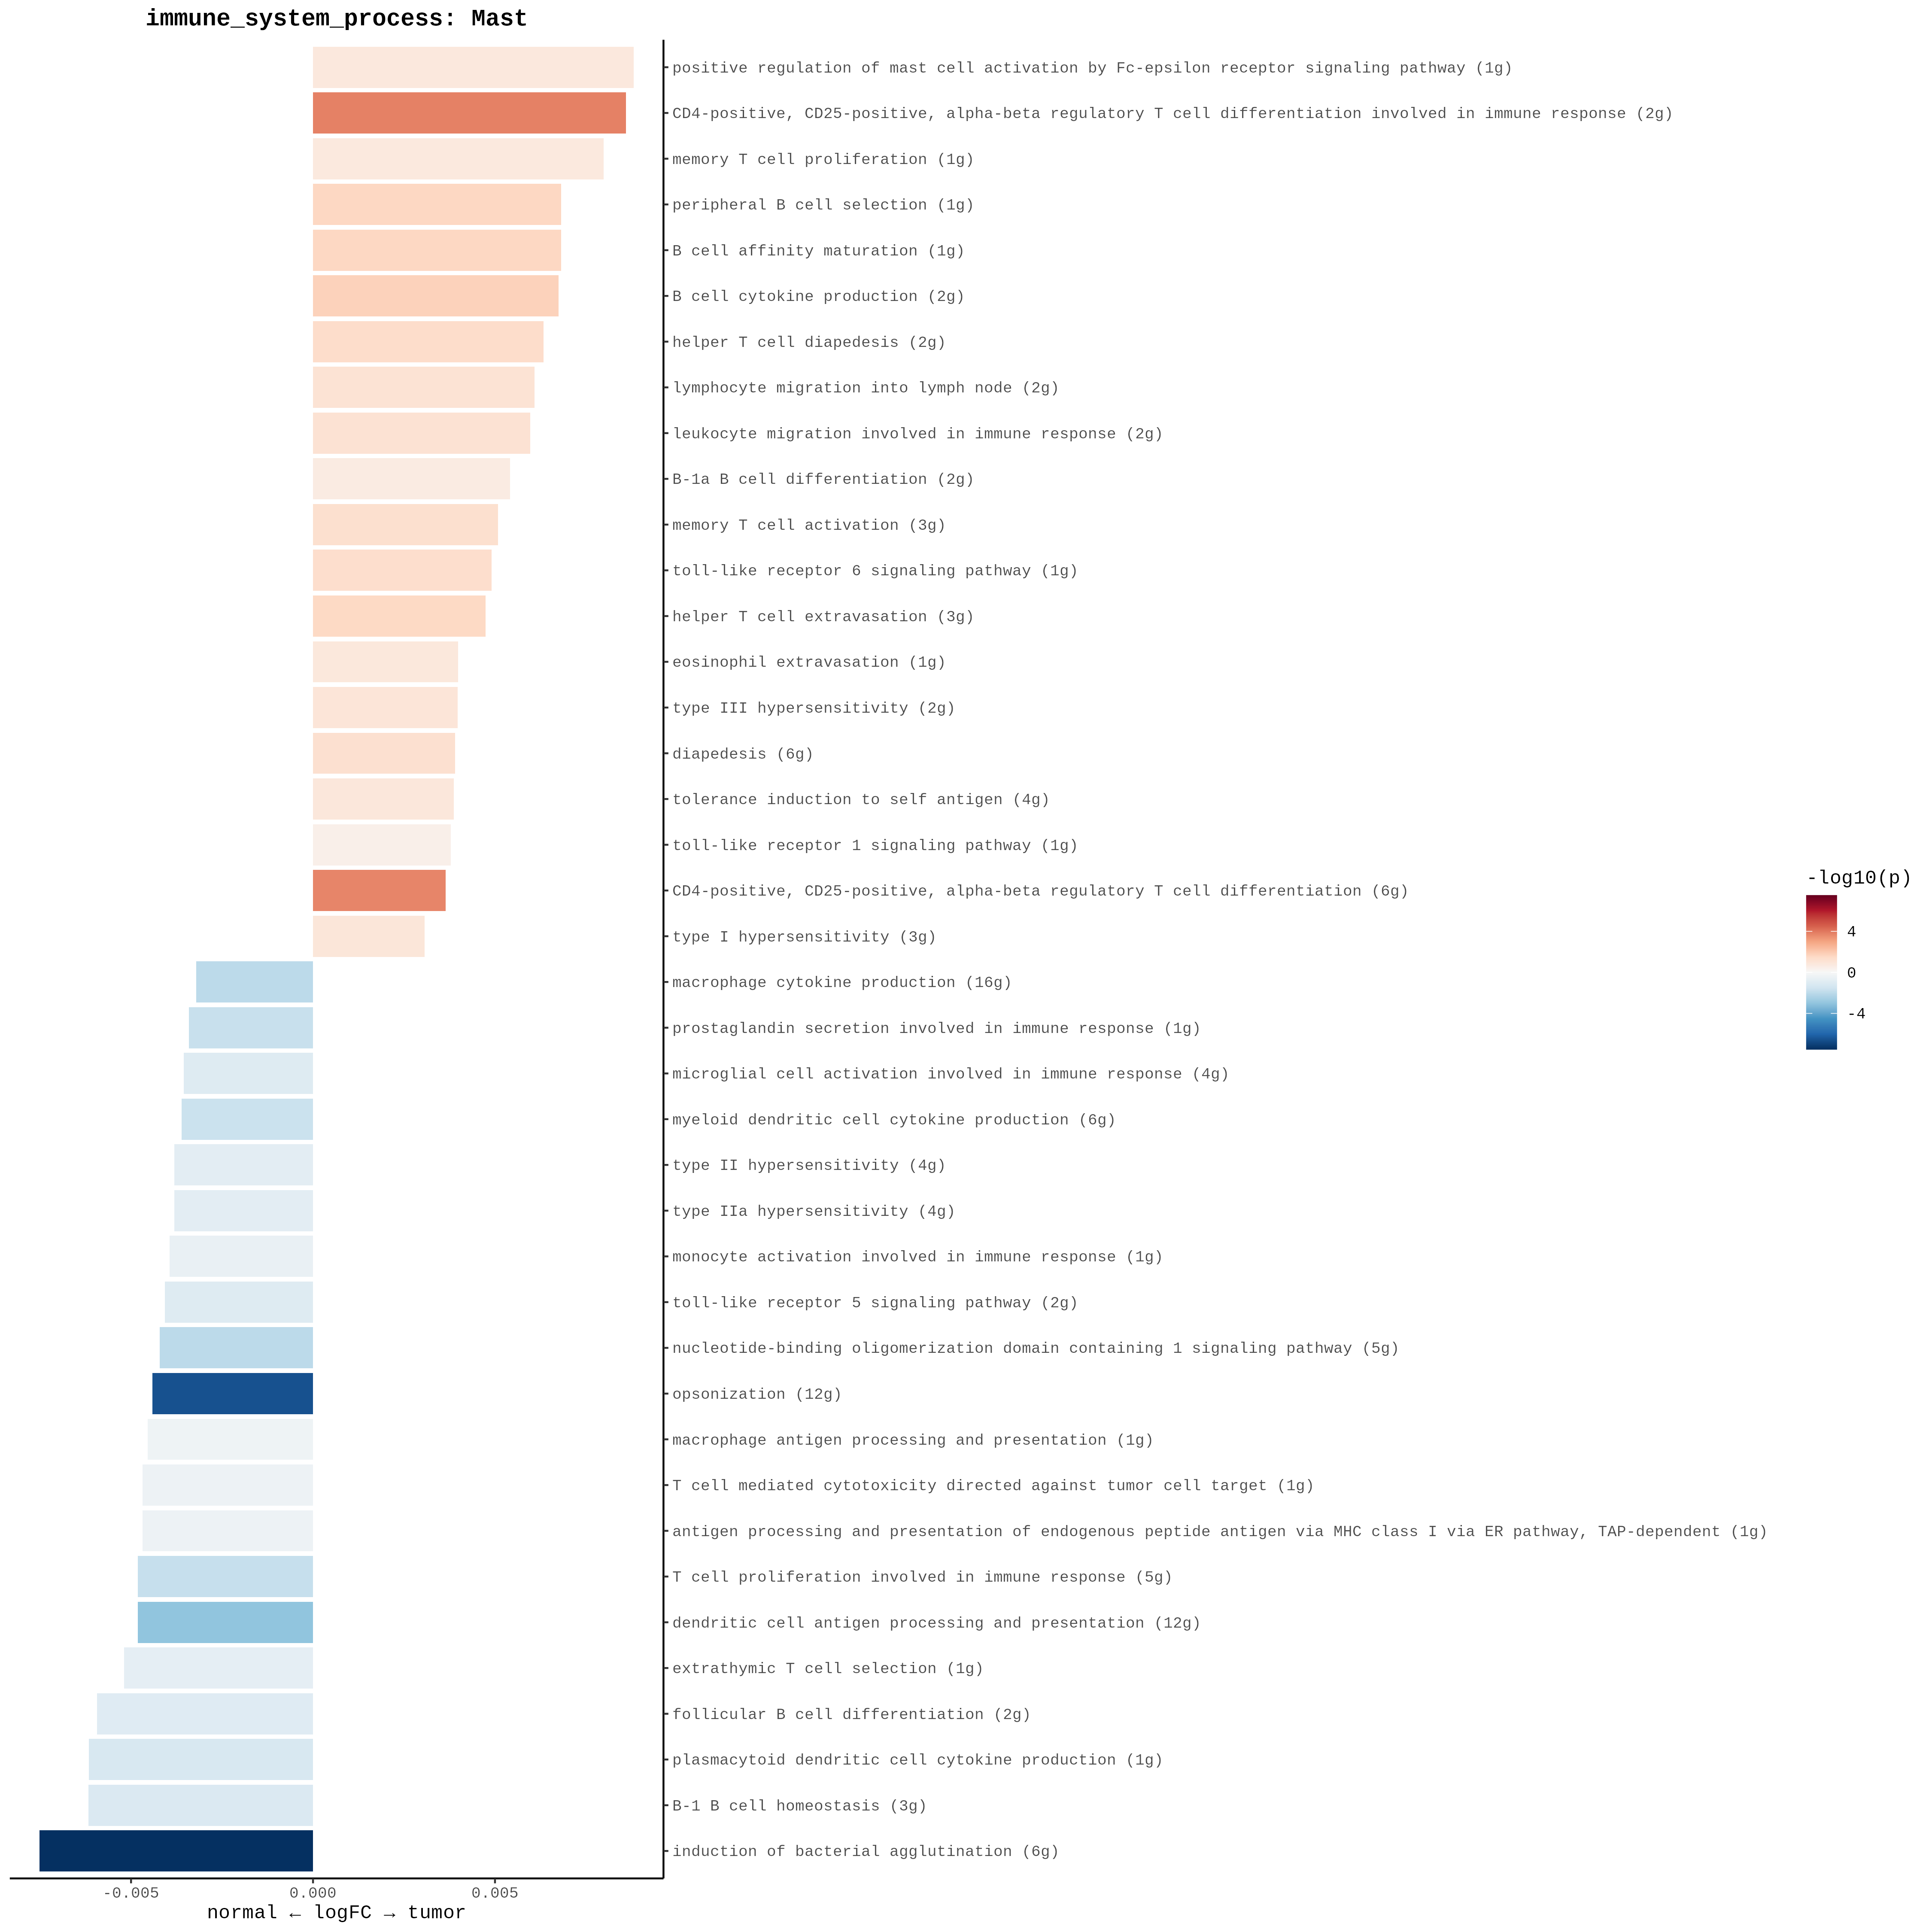 immune_system_process: Mast
positive regulation of mast cell activation by Fc-epsilon receptor signaling pathway (1g)
CD4-positive, CD25-positive, alpha-beta regulatory T cell differentiation involved in immune response (2g)
memory T cell proliferation (1g)
peripheral B cell selection (1g)
B cell affinity maturation (1g)
B cell cytokine production (2g)
helper T cell diapedesis (2g)
lymphocyte migration into lymph node (2g)
leukocyte migration involved in immune response (2g)
B-1a B cell differentiation (2g)
memory T cell activation (3g)
toll-like receptor 6 signaling pathway (1g)
helper T cell extravasation (3g)
eosinophil extravasation (1g)
type III hypersensitivity (2g)
diapedesis (6g)
tolerance induction to self antigen (4g)
toll-like receptor 1 signaling pathway (1g)
CD4-positive, CD25-positive, alpha-beta regulatory T cell differentiation (6g)
type I hypersensitivity (3g)
macrophage cytokine production (16g)
prostaglandin secretion involved in immune response (1g)
microglial cell activation involved in immune response (4g)
myeloid dendritic cell cytokine production (6g)
type II hypersensitivity (4g)
type IIa hypersensitivity (4g)
monocyte activation involved in immune response (1g)
toll-like receptor 5 signaling pathway (2g)
nucleotide-binding oligomerization domain containing 1 signaling pathway (5g)
opsonization (12g)
macrophage antigen processing and presentation (1g)
T cell mediated cytotoxicity directed against tumor cell target (1g)
antigen processing and presentation of endogenous peptide antigen via MHC class I via ER pathway, TAP-dependent (1g)
T cell proliferation involved in immune response (5g)
dendritic cell antigen processing and presentation (12g)
extrathymic T cell selection (1g)
follicular B cell differentiation (2g)
plasmacytoid dendritic cell cytokine production (1g)
B-1 B cell homeostasis (3g)
induction of bacterial agglutination (6g)
-0.005 0.000 0.005
normal ← logFC → tumor
-log10(p)
4
0
-4